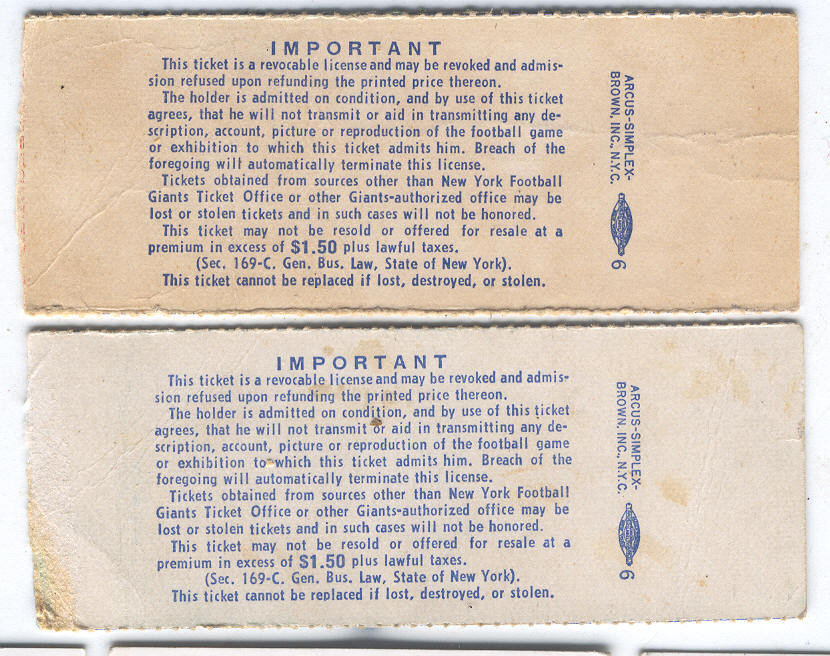 IMPORTANT
This ticket is a revocable license and may be revoked and admis-
sion refused upon refunding the printed price thereon.
The holder is admitted on condition, and by use of this ticket
agrees, that he will not transmit or aid in transmitting any de-
scription, account, picture or reproduction of the football game
or exhibition to which this ticket admits him. Breach of the
foregoing will automatically terminate this license.
Tickets obtained from sources other than New York Football
Giants Ticket Office or other Giants-authorized office may be
lost or stolen tickets and in such cases will not be honored.
This ticket may not be resold or offered for resale at a
premium in excess of $1.50 plus lawful taxes.
(Sec. 169-C. Gen. Bus. Law, State of New York).
This ticket cannot be replaced if lost, destroyed, or stolen.
ARCUS-SIMPLEX-
BROWN, INC., N.Y.C.
6
IMPORTANT
This ticket is a revocable license and may be revoked and admis-
sion refused upon refunding the printed price thereon.
The holder is admitted on condition, and by use of this ticket
agrees, that he will not transmit or aid in transmitting any de-
scription, account, picture or reproduction of the football game
or exhibition to which this ticket admits him. Breach of the
foregoing will automatically terminate this license.
Tickets obtained from sources other than New York Football
Giants Ticket Office or other Giants-authorized office may be
lost or stolen tickets and in such cases will not be honored.
This ticket may not be resold or offered for resale at a
premium in excess of $1.50 plus lawful taxes.
(Sec. 169-C. Gen. Bus. Law, State of New York).
This ticket cannot be replaced if lost, destroyed, or stolen.
ARCUS-SIMPLEX-
BROWN, INC., N.Y.C.
6